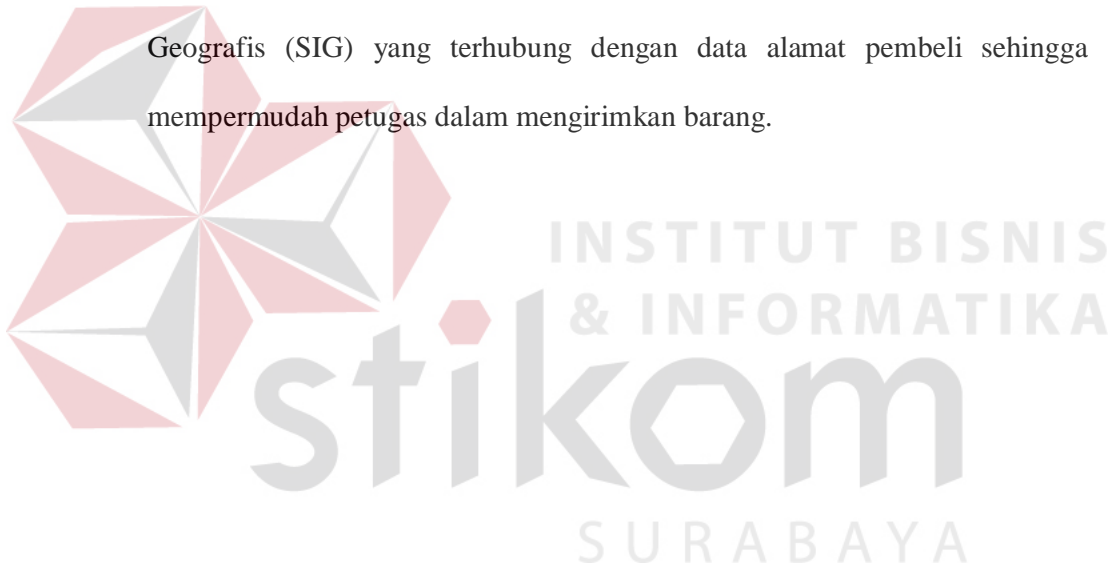 Geografis (SIG) yang terhubung dengan data alamat pembeli sehingga
mempermudah petugas dalam mengirimkan barang.
INSTITUT BISNIS
& INFORMATIKA
stikom
SURABAYA